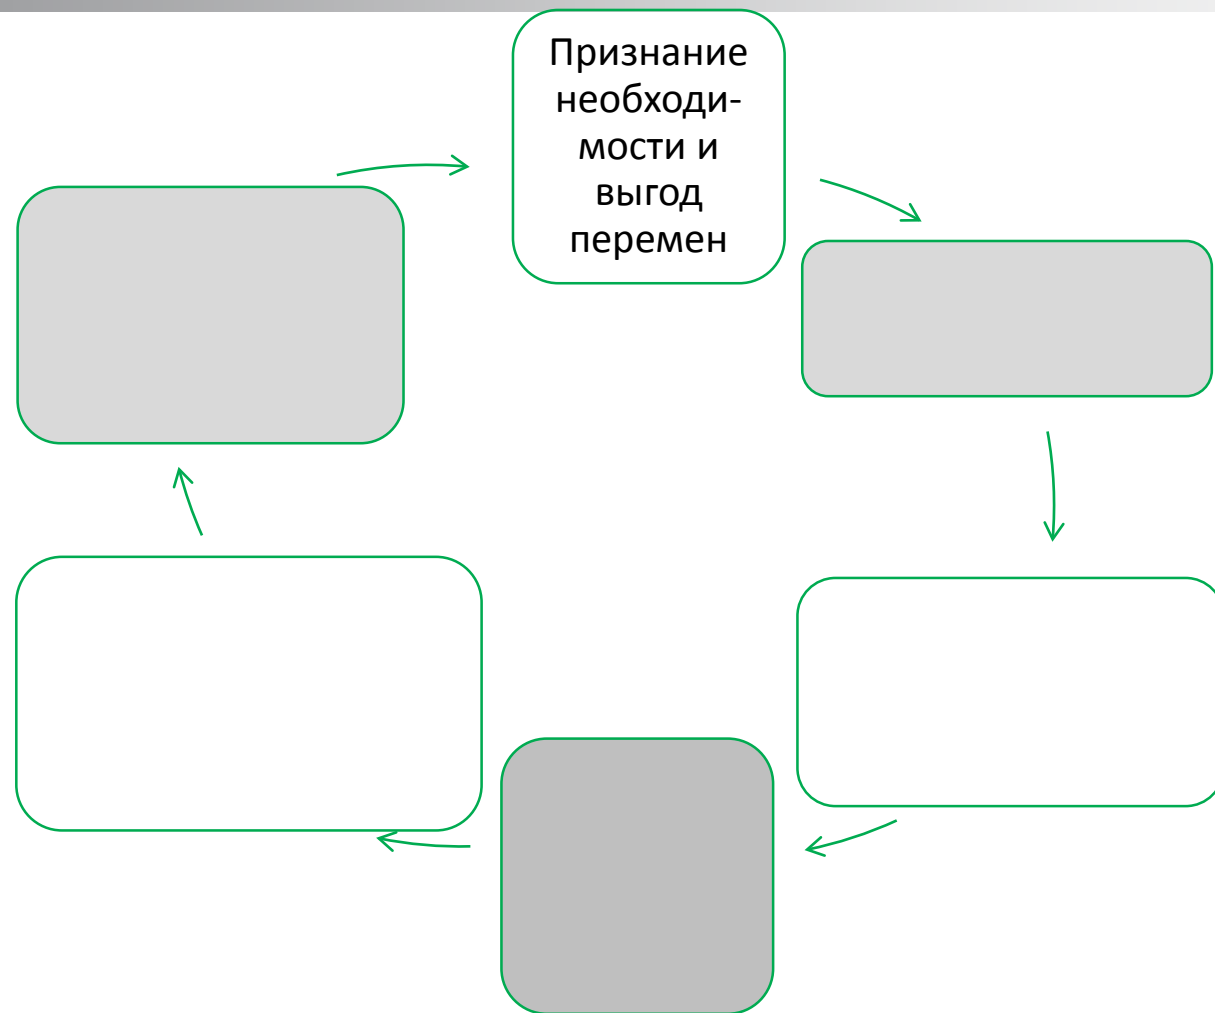 Признание
необходи-
мости и
выгод
перемен